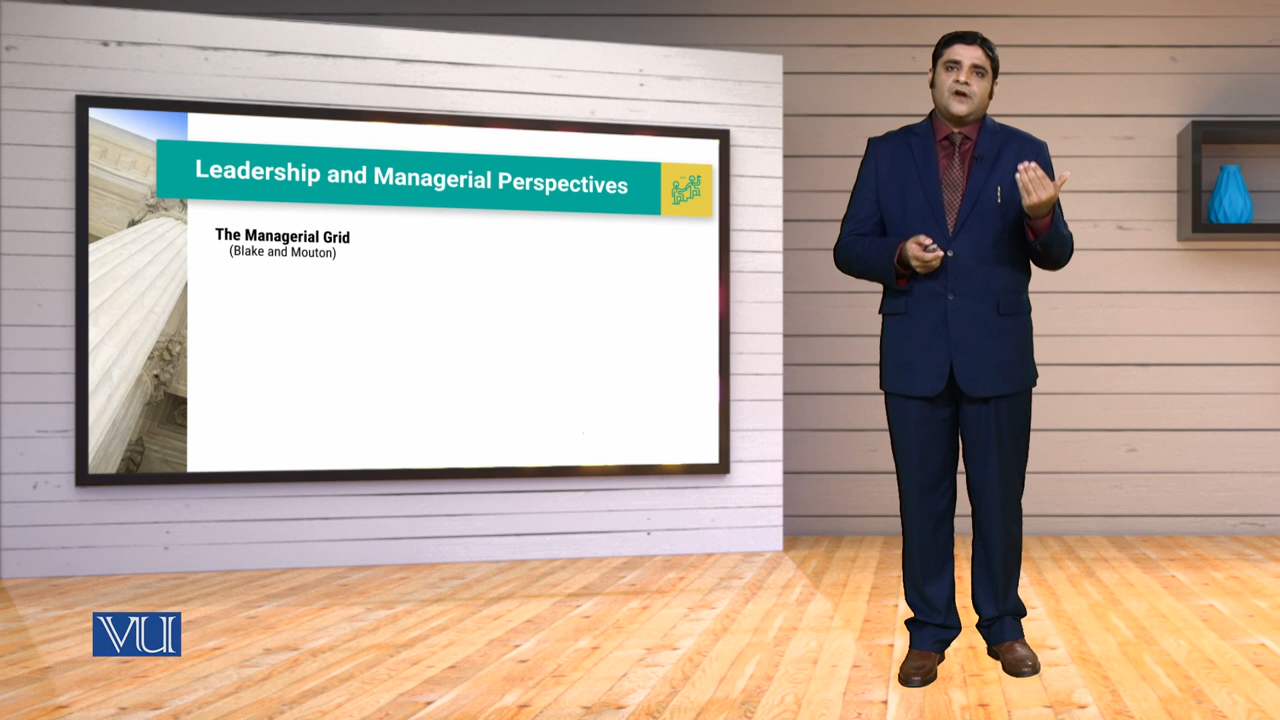 Leadership and Managerial Perspectives
The Managerial Grid
(Blake and Mouton)
VU